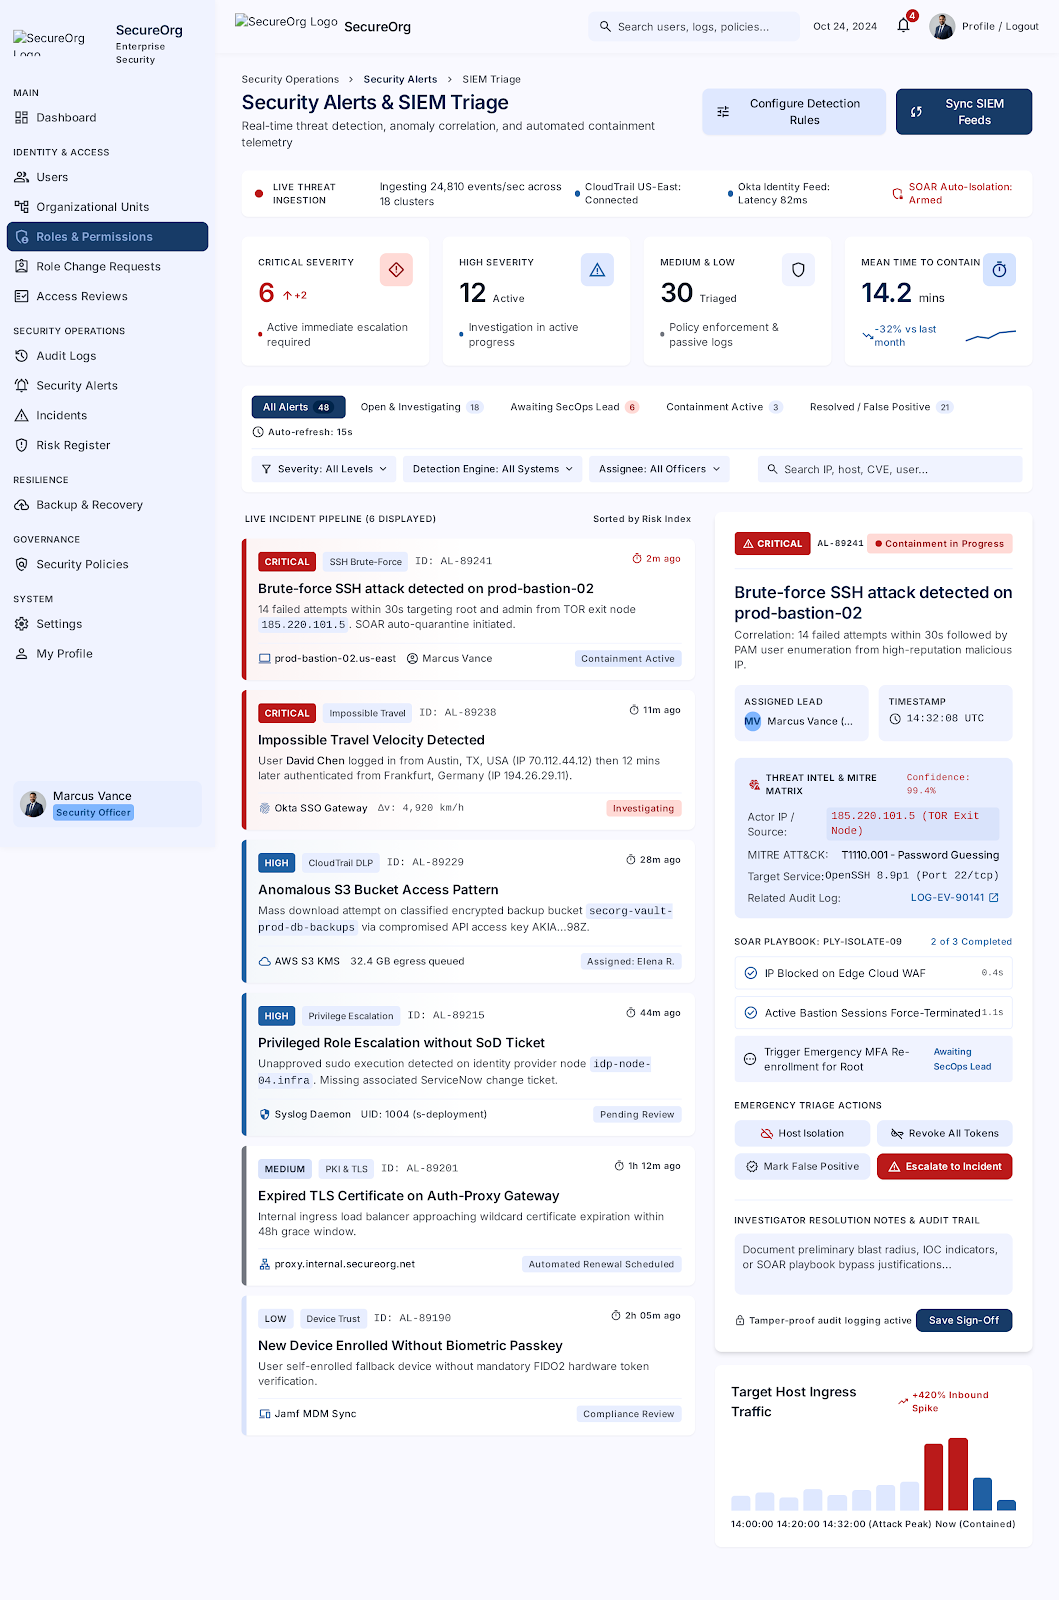 SecureOrg Logo
SecureOrg
Enterprise
Security
MAIN
Dashboard
IDENTITY & ACCESS
Users
Organizational Units
Roles & Permissions
Role Change Requests
Access Reviews
SECURITY OPERATIONS
Audit Logs
Security Alerts
Incidents
Risk Register
RESILIENCE
Backup & Recovery
GOVERNANCE
Security Policies
SYSTEM
Settings
My Profile
Marcus Vance
Security Officer
SecureOrg Logo
SecureOrg
Search users, logs, policies...
Oct 24, 2024
4
Profile / Logout
Security Operations > Security Alerts > SIEM Triage
Security Alerts & SIEM Triage
Real-time threat detection, anomaly correlation, and automated containment
telemetry
Configure Detection
Rules
Sync SIEM
Feeds
LIVE THREAT
INGESTION
Ingesting 24,810 events/sec across
18 clusters
CloudTrail US-East:
Connected
Okta Identity Feed:
Latency 82ms
SOAR Auto-Isolation:
Armed
CRITICAL SEVERITY
6 +2
Active immediate escalation
required
HIGH SEVERITY
12 Active
Investigation in active
progress
MEDIUM & LOW
30 Triaged
Policy enforcement &
passive logs
MEAN TIME TO CONTAIN
14.2 mins
-32% vs last
month
All Alerts 48
Open & Investigating 18
Awaiting SecOps Lead 6
Containment Active 3
Resolved / False Positive 21
Auto-refresh: 15s
Severity: All Levels
Detection Engine: All Systems
Assignee: All Officers
Search IP, host, CVE, user...
LIVE INCIDENT PIPELINE (6 DISPLAYED)
Sorted by Risk Index
CRITICAL SSH Brute-Force ID: AL-89241 2m ago
Brute-force SSH attack detected on prod-bastion-02
14 failed attempts within 30s targeting root and admin from TOR exit node
185.220.101.5. SOAR auto-quarantine initiated.
prod-bastion-02.us-east Marcus Vance Containment Active
CRITICAL Impossible Travel ID: AL-89238 11m ago
Impossible Travel Velocity Detected
User David Chen logged in from Austin, TX, USA (IP 70.112.44.12) then 12 mins
later authenticated from Frankfurt, Germany (IP 194.26.29.11).
Okta SSO Gateway Δv: 4,920 km/h Investigating
HIGH CloudTrail DLP ID: AL-89229 28m ago
Anomalous S3 Bucket Access Pattern
Mass download attempt on classified encrypted backup bucket secorg-vault-
prod-db-backups via compromised API access key AKIA...98Z.
AWS S3 KMS 32.4 GB egress queued Assigned: Elena R.
HIGH Privilege Escalation ID: AL-89215 44m ago
Privileged Role Escalation without SoD Ticket
Unapproved sudo execution detected on identity provider node idp-node-
04.infra. Missing associated ServiceNow change ticket.
Syslog Daemon UID: 1004 (s-deployment) Pending Review
MEDIUM PKI & TLS ID: AL-89201 1h 12m ago
Expired TLS Certificate on Auth-Proxy Gateway
Internal ingress load balancer approaching wildcard certificate expiration within
48h grace window.
proxy.internal.secureorg.net Automated Renewal Scheduled
LOW Device Trust ID: AL-89190 2h 05m ago
New Device Enrolled Without Biometric Passkey
User self-enrolled fallback device without mandatory FIDO2 hardware token
verification.
Jamf MDM Sync Compliance Review
CRITICAL AL-89241 Containment in Progress
Brute-force SSH attack detected on
prod-bastion-02
Correlation: 14 failed attempts within 30s followed by
PAM user enumeration from high-reputation malicious
IP.
ASSIGNED LEAD
MV Marcus Vance (...
TIMESTAMP
14:32:08 UTC
THREAT INTEL & MITRE
MATRIX
Confidence:
99.4%
Actor IP /
Source:
185.220.101.5 (TOR Exit
Node)
MITRE ATT&CK: T1110.001 - Password Guessing
Target Service: OpenSSH 8.9p1 (Port 22/tcp)
Related Audit Log: LOG-EV-90141
SOAR PLAYBOOK: PLY-ISOLATE-09 2 of 3 Completed
IP Blocked on Edge Cloud WAF 0.4s
Active Bastion Sessions Force-Terminated 1.1s
Trigger Emergency MFA Re-
enrollment for Root
Awaiting
SecOps Lead
EMERGENCY TRIAGE ACTIONS
Host Isolation
Revoke All Tokens
Mark False Positive
Escalate to Incident
INVESTIGATOR RESOLUTION NOTES & AUDIT TRAIL
Document preliminary blast radius, IOC indicators,
or SOAR playbook bypass justifications...
Tamper-proof audit logging active
Save Sign-Off
Target Host Ingress
Traffic
+420% Inbound
Spike
14:00:00 14:20:00 14:32:00 (Attack Peak) Now (Contained)